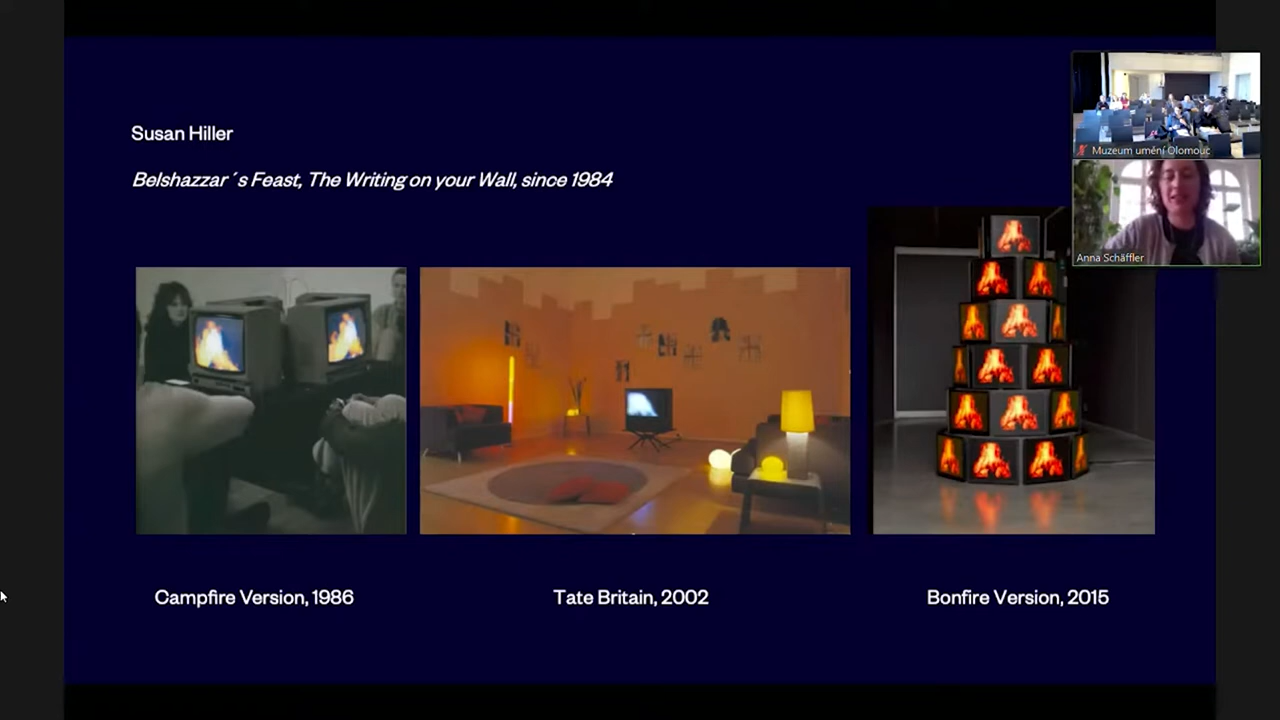 Susan Hiller
Belshazzar´s Feast, The Writing on your Wall, since 1984
Muzeum umění Olomouc
Anna Schäffler
Campfire Version, 1986
Tate Britain, 2002
Bonfire Version, 2015